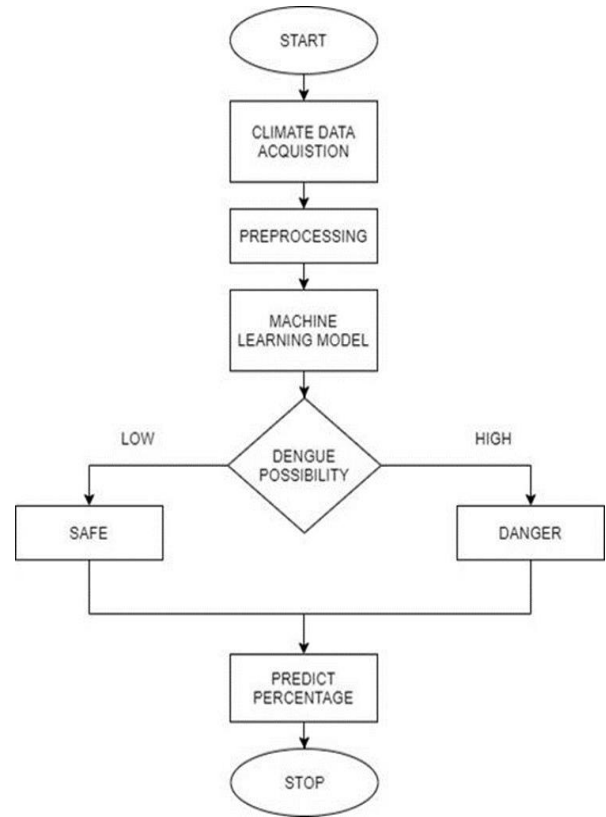 START
CLIMATE DATA
ACQUISTION
PREPROCESSING
MACHINE
LEARNING MODEL
LOW
HIGH
DENGUE
POSSIBILITY
SAFE
DANGER
PREDICT
PERCENTAGE
STOP